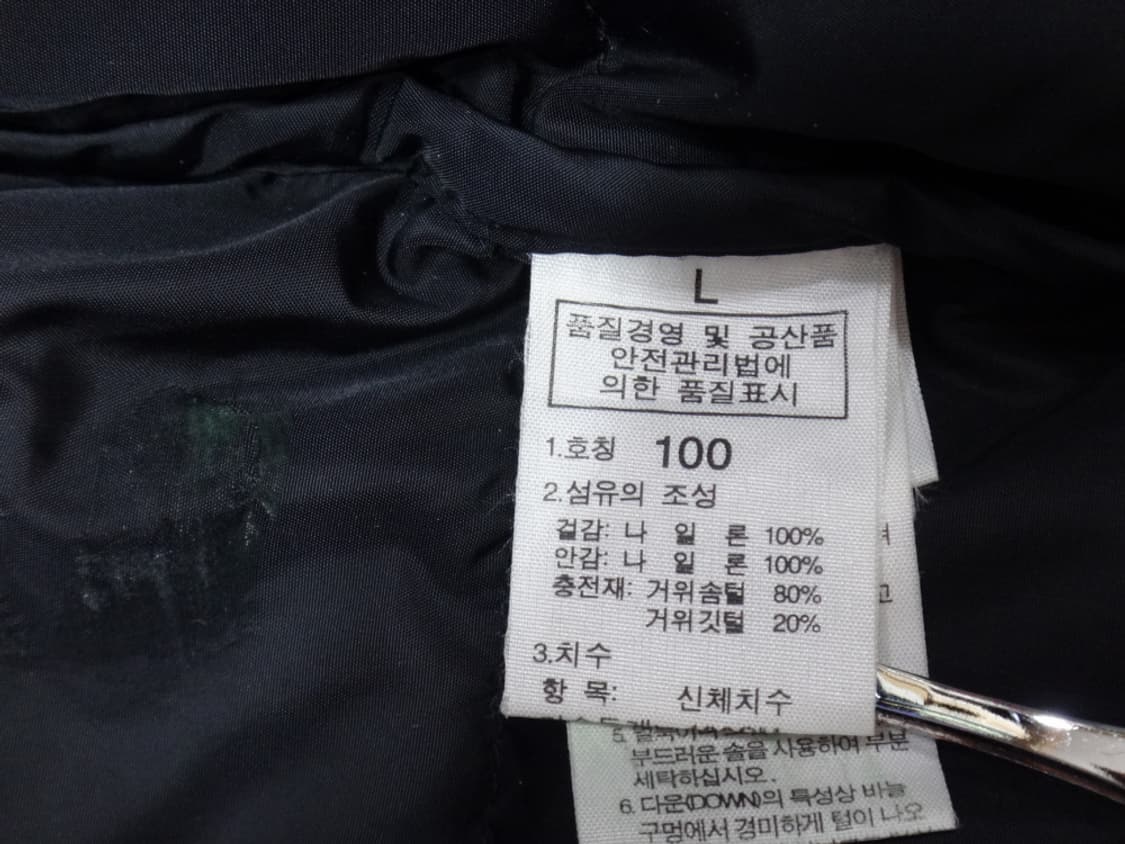 L
품질경영 및 공산품
안전관리법에
의한 품질표시
1.호칭 100
2.섬유의 조성
겉감: 나 일 론 100%
안감: 나 일 론 100%
충전재: 거위솜털 80%
거위깃털 20%
3.치수
항 목: 신체치수
5.
부드러운 솔을 사용하여 부분
세탁하십시오.
6. 다운(DOWN)의 특성상 바늘
구멍에서 경미하게 털이 나오
고